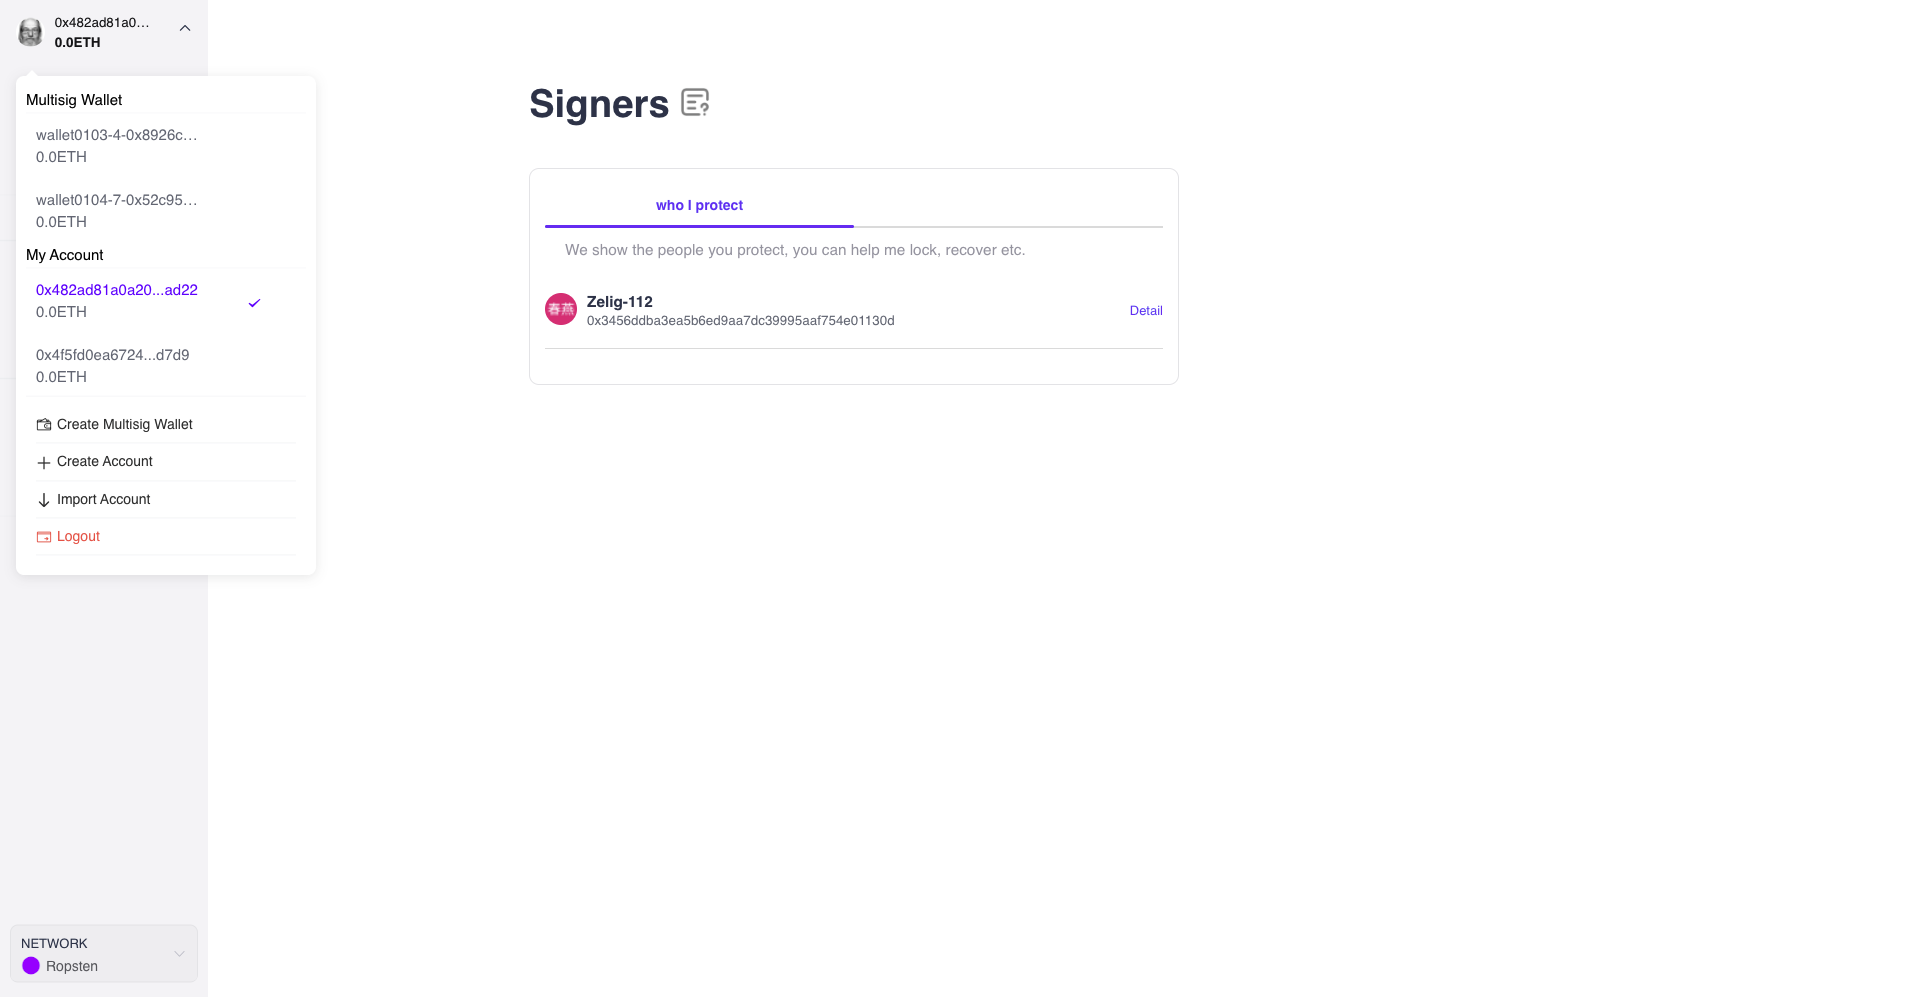 0x482ad81a0...
0.0ETH
Multisig Wallet
wallet0103-4-0x8926c...
0.0ETH
wallet0104-7-0x52c95...
0.0ETH
My Account
0x482ad81a0a20...ad22
0.0ETH
0x4f5fd0ea6724...d7d9
0.0ETH
Create Multisig Wallet
Create Account
Import Account
Logout
NETWORK
Ropsten
Signers
who I protect
We show the people you protect, you can help me lock, recover etc.
春燕
Zelig-112
0x3456ddba3ea5b6ed9aa7dc39995aaf754e01130d
Detail